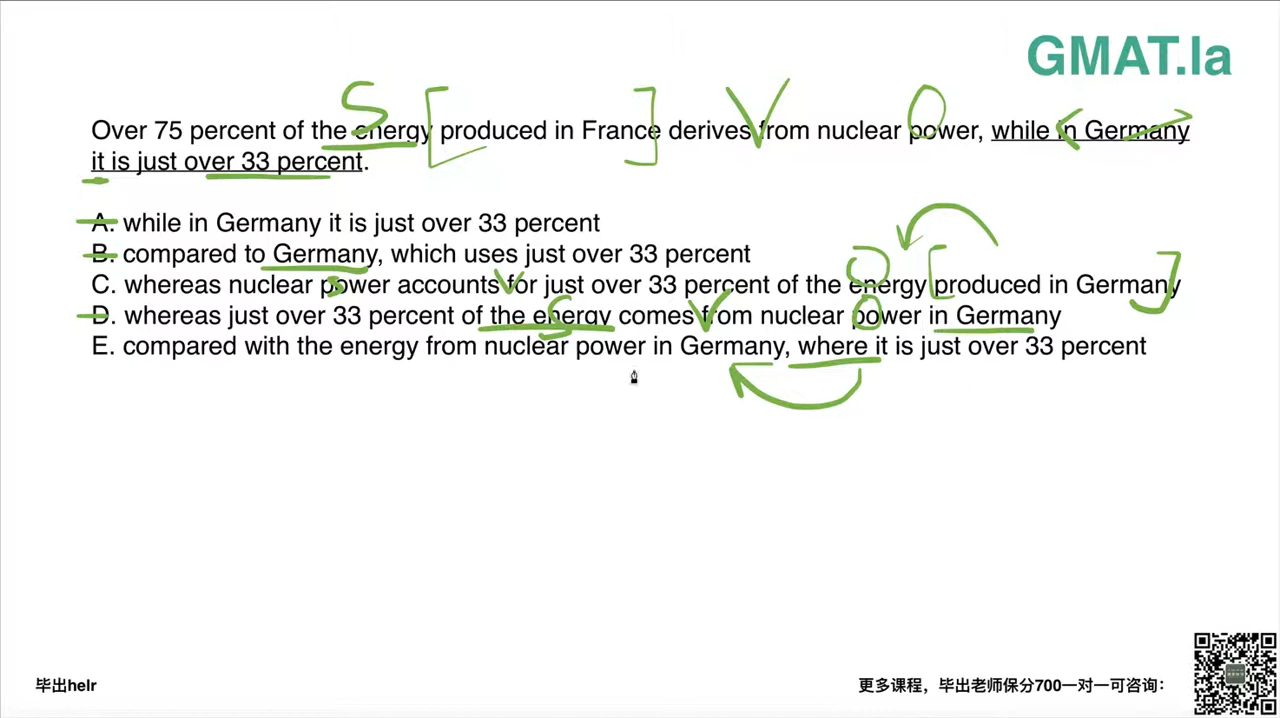 GMAT.la
S [ ] V O
Over 75 percent of the energy produced in France derives from nuclear power, while in Germany
it is just over 33 percent.
A. while in Germany it is just over 33 percent
B. compared to Germany, which uses just over 33 percent
O [ ]
C. whereas nuclear power accounts for just over 33 percent of the energy produced in Germany
S V
D. whereas just over 33 percent of the energy comes from nuclear power in Germany
S V O
E. compared with the energy from nuclear power in Germany, where it is just over 33 percent
毕出helr
更多课程，毕出老师保分700一对一可咨询：